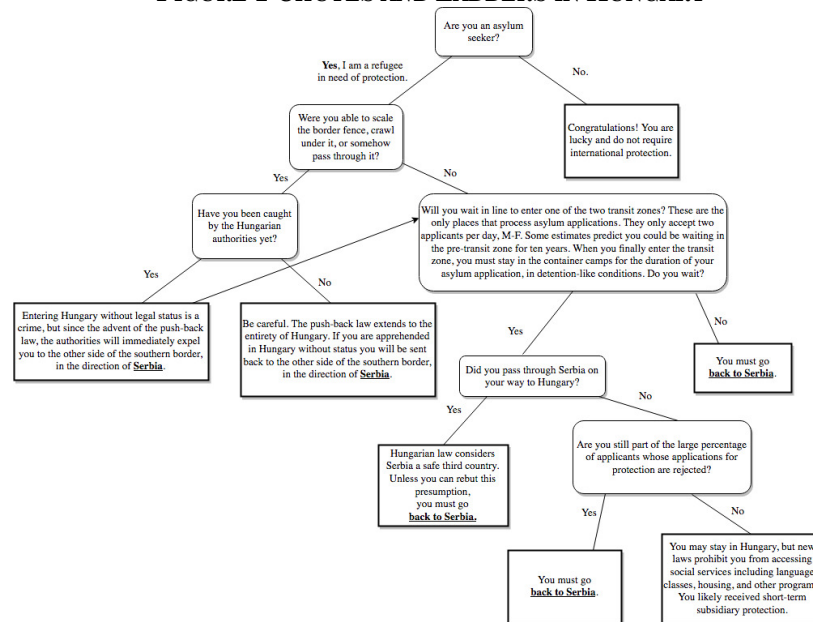 FIGURE 1 CHUTES AND LADDERS IN HUNGARY
Are you an asylum
seeker?
Yes, I am a refugee
in need of protection.
No.
Were you able to scale
the border fence, crawl
under it, or somehow
pass through it?
Congratulations! You are
lucky and do not require
international protection.
Yes
No
Have you been caught
by the Hungarian
authorities yet?
Will you wait in line to enter one of the two transit zones? These are the
only places that process asylum applications. They only accept two
applicants per day, M-F. Some estimates predict you could be waiting in
the pre-transit zone for ten years. When you finally enter the transit
zone, you must stay in the container camps for the duration of your
asylum application, in detention-like conditions. Do you wait?
Yes
No
Entering Hungary without legal status is a
crime, but since the advent of the push-back
law, the authorities will immediately expel
you to the other side of the southern border,
in the direction of Serbia.
Be careful. The push-back law extends to the
entirety of Hungary. If you are apprehended
in Hungary without status you will be sent
back to the other side of the southern border,
in the direction of Serbia.
Yes
No
Did you pass through Serbia on
your way to Hungary?
You must go
back to Serbia.
Yes
No
Hungarian law considers
Serbia a safe third country.
Unless you can rebut this
presumption,
you must go
back to Serbia.
Are you still part of the large percentage
of applicants whose applications for
protection are rejected?
Yes
No
You must go
back to Serbia.
You may stay in Hungary, but new
laws prohibit you from accessing
social services including language
classes, housing, and other program
You likely received short-term
subsidiary protection.